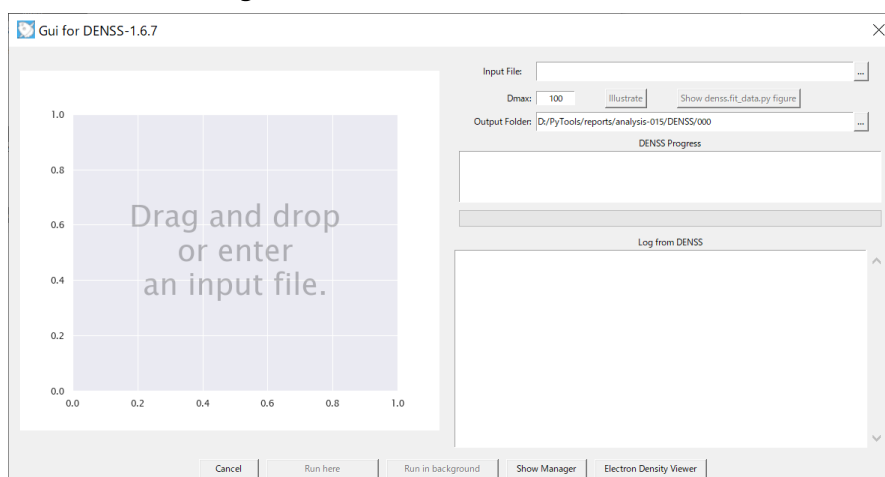 Gui for DENSS-1.6.7
Input File:
...
Dmax: 100 Illustrate Show denss.fit_data.py figure
Output Folder: D:/PyTools/reports/analysis-015/DENSS/000 ...
DENSS Progress
Log from DENSS
1.0
0.8
0.6
0.4
0.2
0.0
Drag and drop
or enter
an input file.
0.0 0.2 0.4 0.6 0.8 1.0
Cancel Run here Run in background Show Manager Electron Density Viewer